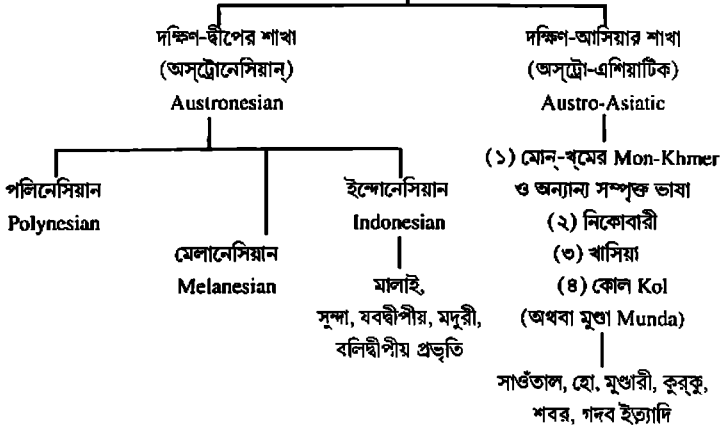 দক্ষিণ-দ্বীপের শাখা
(অস্ট্রোনেসিয়ান্)
Austronesian
দক্ষিণ-আসিয়ার শাখা
(অস্ট্রো-এশিয়াটিক)
Austro-Asiatic
পলিনেসিয়ান
Polynesian
মেলানেসিয়ান
Melanesian
ইন্দোনেসিয়ান
Indonesian
মালাই,
সুন্দা, যবদ্বীপীয়, মদুরী,
বলিদ্বীপীয় প্রভৃতি
(১) মোন্-খ্মের Mon-Khmer
ও অন্যান্য সম্পৃক্ত ভাষা
(২) নিকোবারী
(৩) খাসিয়া
(৪) কোল Kol
(অথবা মুণ্ডা Munda)
সাওঁতাল, হো, মুণ্ডারী, কুর্কু,
শবর, গদব ইত্যাদি